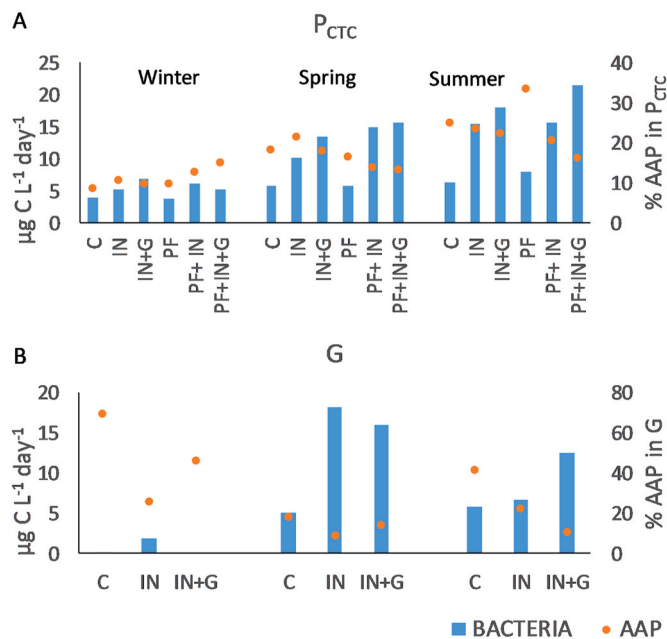 A
P_CTC
25
20
15
10
5
0
µg C L⁻¹ day⁻¹
Winter Spring Summer
40
30
20
10
0
% AAP in P_CTC
C IN IN+G PF PF+ IN PF+IN+G C IN IN+G PF PF+ IN PF+IN+G C IN IN+G PF PF+ IN PF+IN+G
B
G
20
15
10
5
0
µg C L⁻¹ day⁻¹
80
60
40
20
0
% AAP in G
C IN IN+G C IN IN+G C IN IN+G
BACTERIA AAP